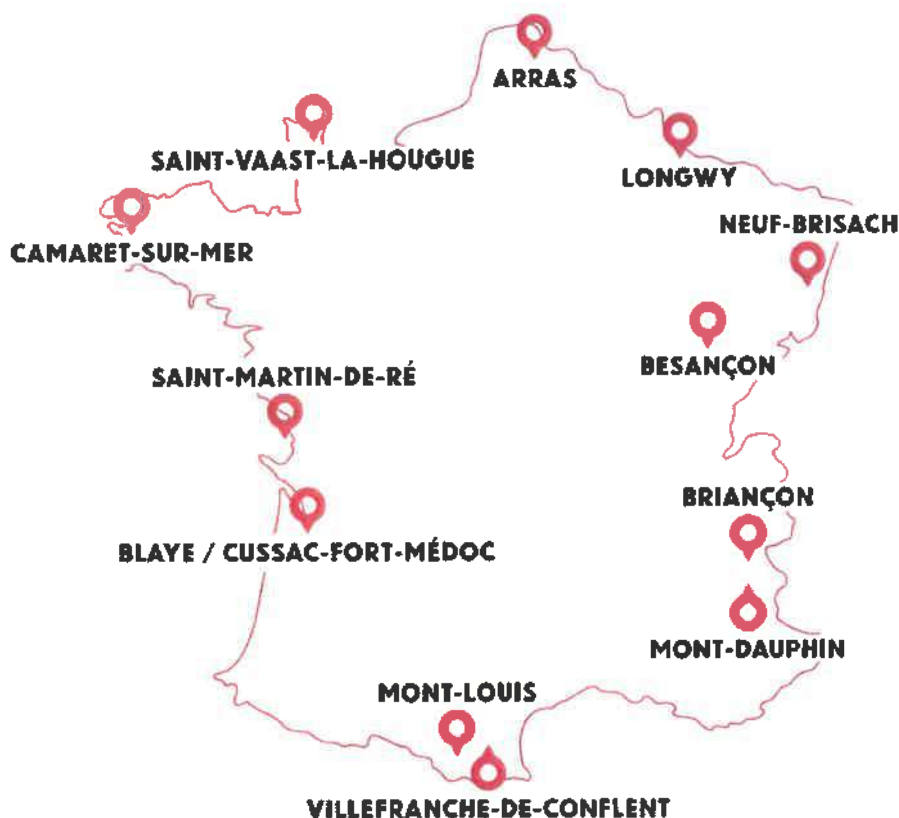 ARRAS
SAINT-VAAST-LA-HOUGUE
LONGWY
NEUF-BRISACH
CAMARET-SUR-MER
BESANÇON
SAINT-MARTIN-DE-RÉ
BRIANÇON
BLAYE / CUSSAC-FORT-MÉDOC
MONT-DAUPHIN
MONT-LOUIS
VILLEFRANCHE-DE-CONFLENT